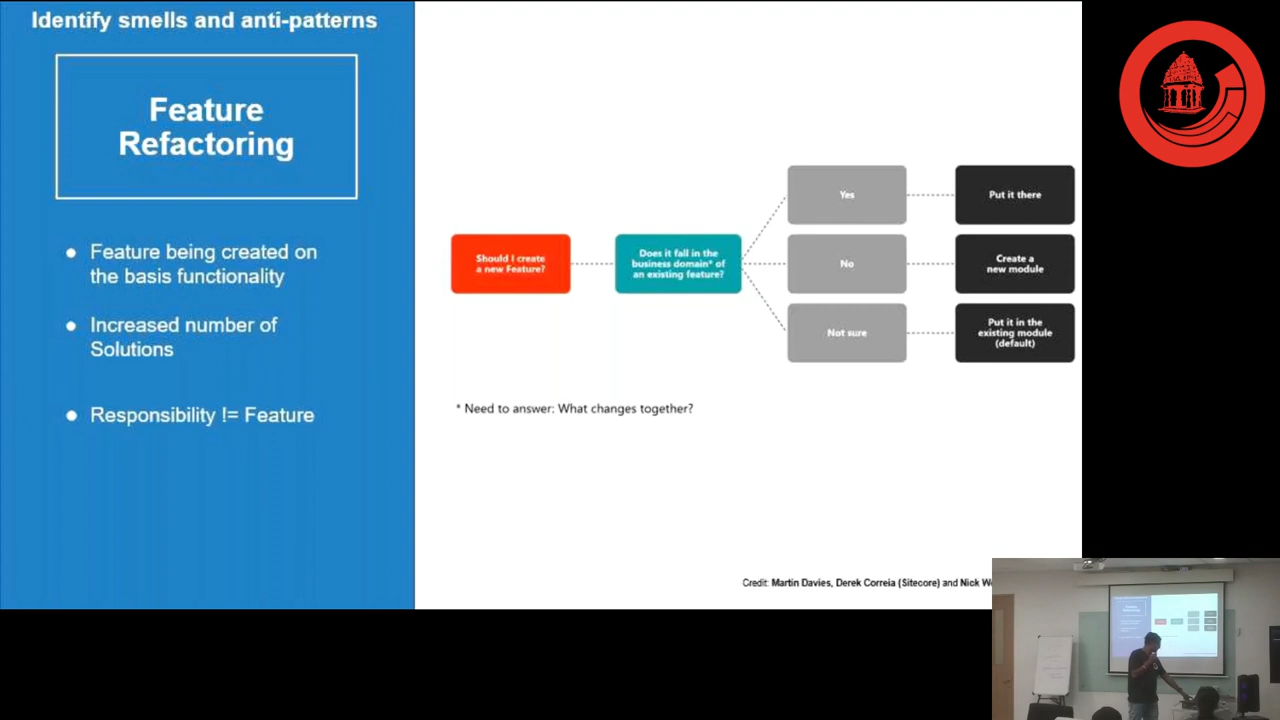 Identify smells and anti-patterns
Feature
Refactoring
● Feature being created on
the basis functionality
● Increased number of
Solutions
● Responsibility != Feature
Should I create
a new Feature?
Does it fall in the
business domain* of
an existing feature?
Yes
Put it there
No
Create a
new module
Not sure
Put it in the
existing module
(default)
* Need to answer: What changes together?
Credit: Martin Davies, Derek Correia (Sitecore) and Nick